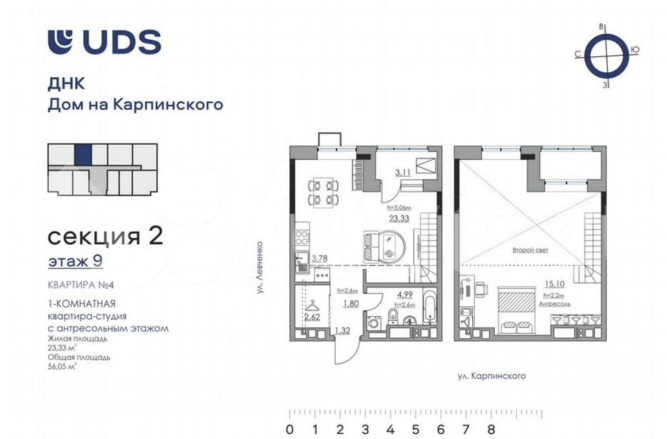 UDS
ДНК
Дом на Карпинского
секция 2
этаж 9
КВАРТИРА №4
1-КОМНАТНАЯ
квартира-студия
с антресольным этажом
Жилая площадь
23,33 м²
Общая площадь
56,05 м²
В
С
Ю
З
3.11
h=5.06м
23.33
3.78
h=2.6м
1.80
4.99
h=2.6м
2.62
1.32
Второй свет
15.10
h=2.2м
Антресоль
ул. Левченко
ул. Карпинского
0 1 2 3 4 5 6 7 8